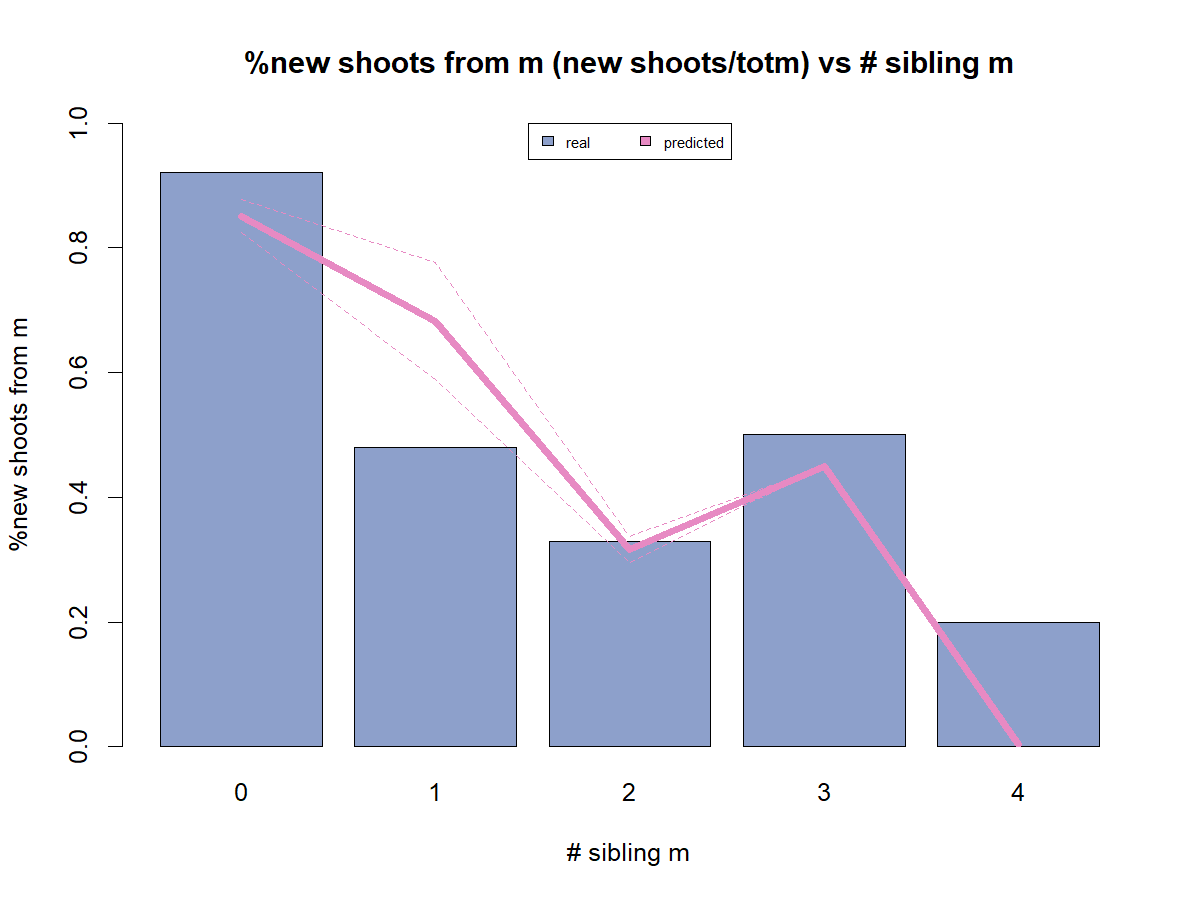 %new shoots from m (new shoots/totm) vs # sibling m
real predicted
%new shoots from m
1.0
0.8
0.6
0.4
0.2
0.0
0 1 2 3 4
# sibling m